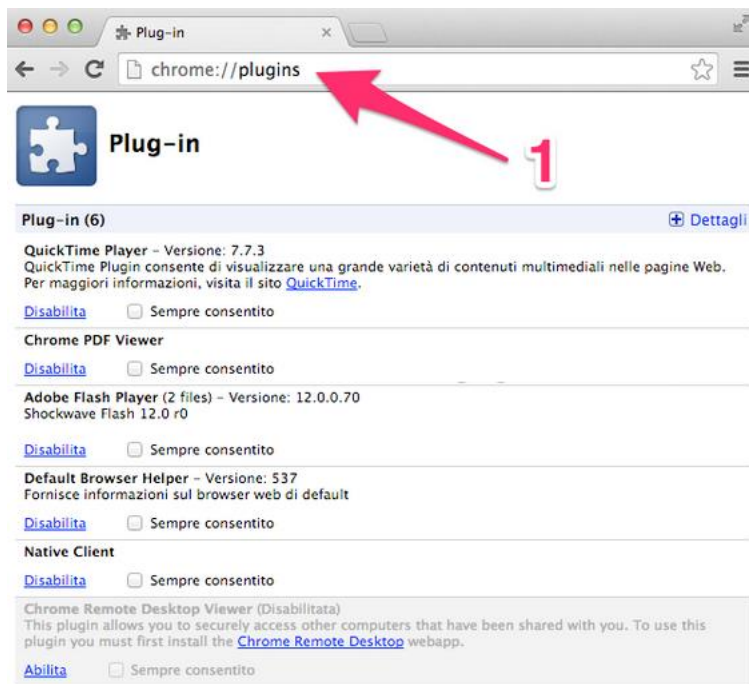 Plug-in
chrome://plugins
1
Plug-in
Plug-in (6)
Dettagli
QuickTime Player - Versione: 7.7.3
QuickTime Plugin consente di visualizzare una grande varietà di contenuti multimediali nelle pagine Web.
Per maggiori informazioni, visita il sito QuickTime.
Disabilita Sempre consentito
Chrome PDF Viewer
Disabilita Sempre consentito
Adobe Flash Player (2 files) - Versione: 12.0.0.70
Shockwave Flash 12.0 r0
Disabilita Sempre consentito
Default Browser Helper - Versione: 537
Fornisce informazioni sul browser web di default
Disabilita Sempre consentito
Native Client
Disabilita Sempre consentito
Chrome Remote Desktop Viewer (Disabilitata)
This plugin allows you to securely access other computers that have been shared with you. To use this
plugin you must first install the Chrome Remote Desktop webapp.
Abilita Sempre consentito